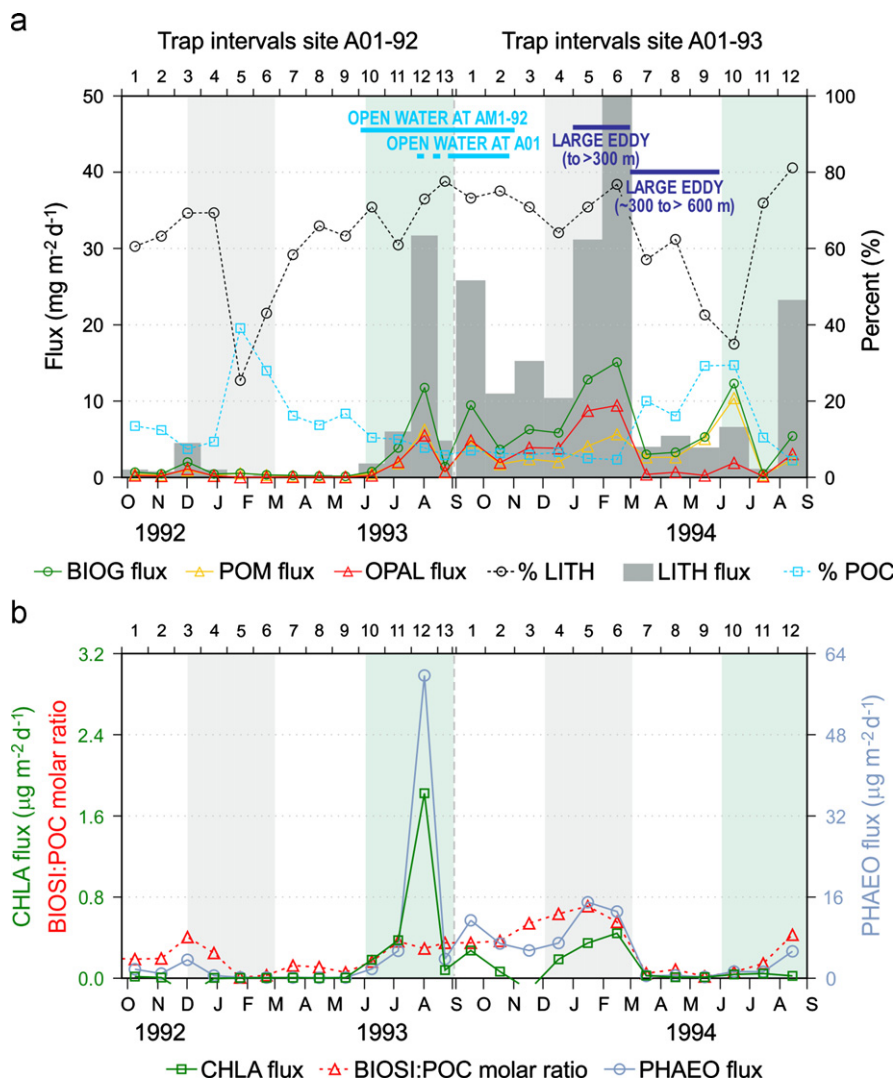 a
Trap intervals site A01-92 Trap intervals site A01-93
1 2 3 4 5 6 7 8 9 10 11 12 13 1 2 3 4 5 6 7 8 9 10 11 12
50 100
40 80
30 60
20 40
10 20
0 0
Flux (mg m-2 d-1)
Percent (%)
OPEN WATER AT AM1-92
OPEN WATER AT A01
LARGE EDDY
(to >300 m)
LARGE EDDY
(~300 to > 600 m)
O N D J F M A M J J A S O N D J F M A M J J A S
1992 1993 1994
BIOG flux POM flux OPAL flux % LITH LITH flux % POC
b
1 2 3 4 5 6 7 8 9 10 11 12 13 1 2 3 4 5 6 7 8 9 10 11 12
3.2 64
2.4 48
1.6 32
0.8 16
0.0 0
CHLA flux (µg m-2 d-1)
BIOSI:POC molar ratio
PHAEO flux (µg m-2 d-1)
O N D J F M A M J J A S O N D J F M A M J J A S
1992 1993 1994
CHLA flux BIOSI:POC molar ratio PHAEO flux